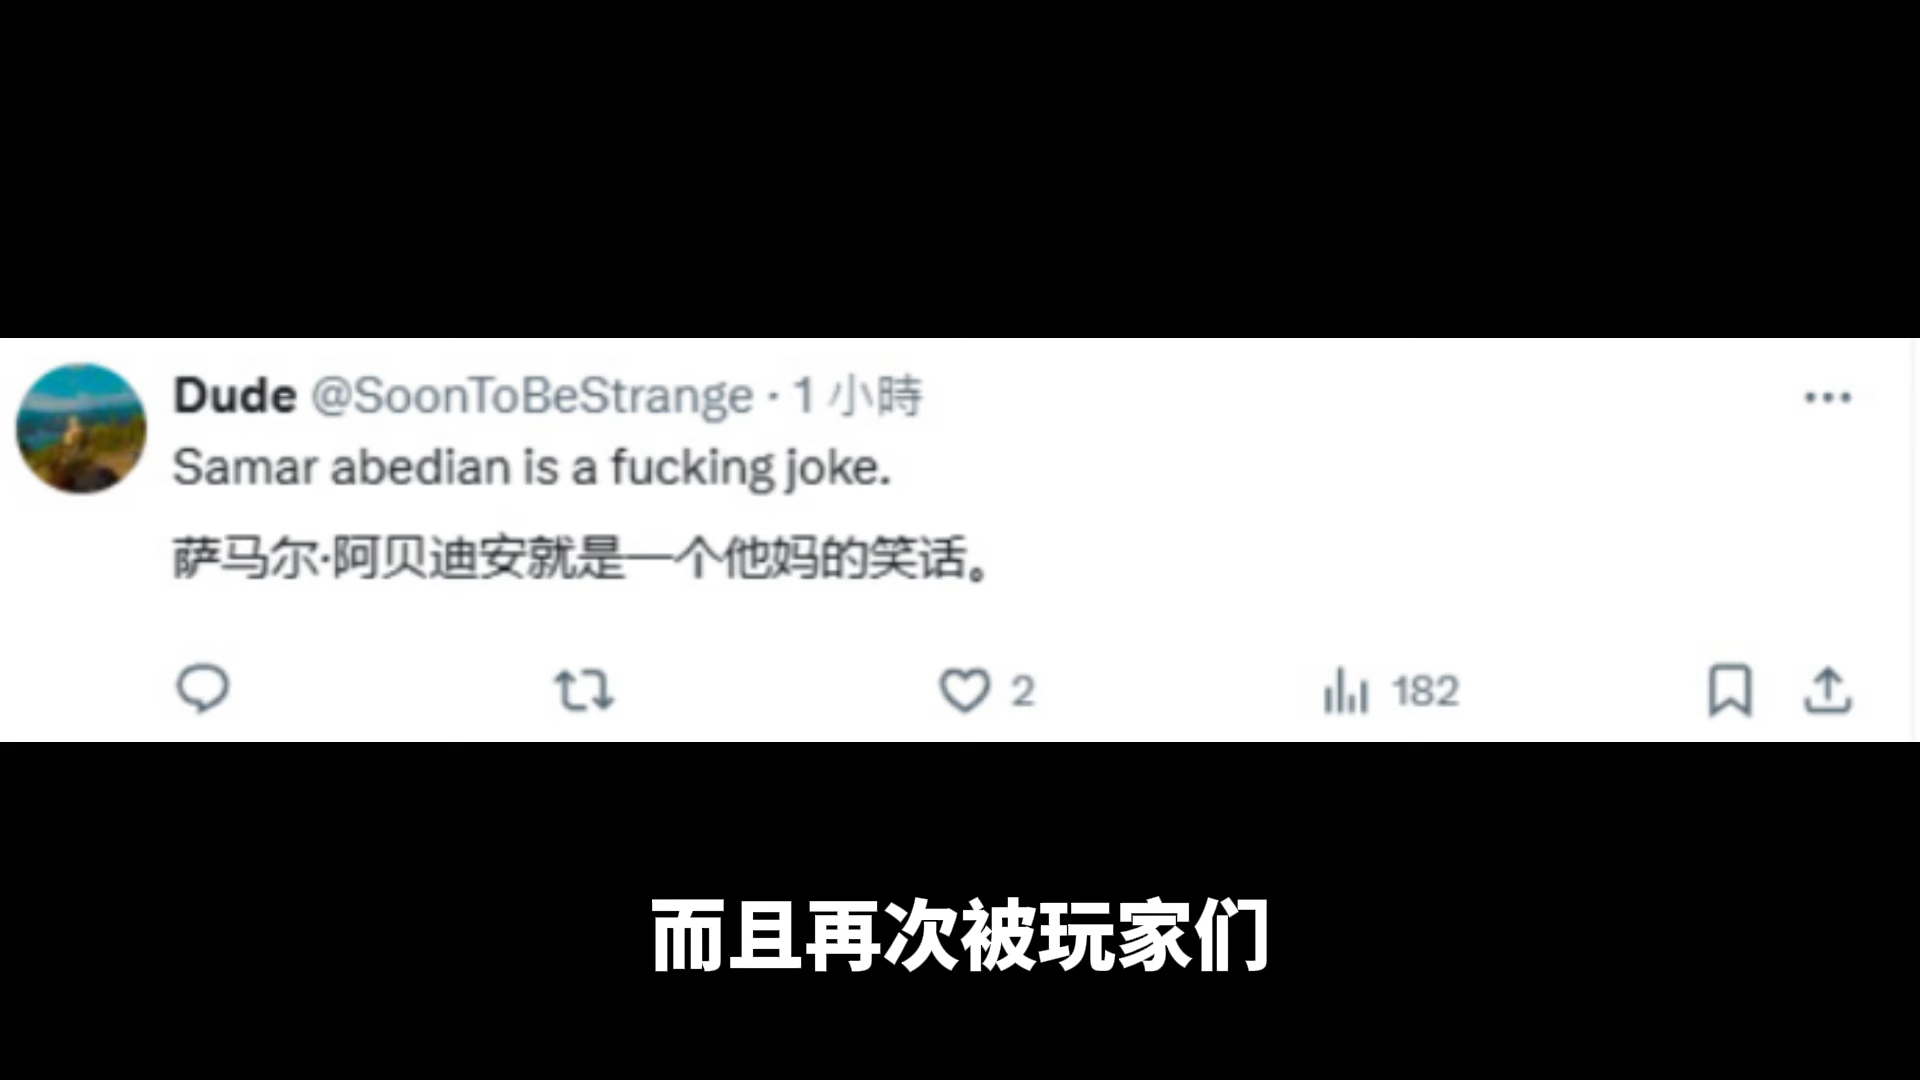 Dude @SoonToBeStrange · 1 小時
Samar abedian is a fucking joke.
萨马尔·阿贝迪安就是一个他妈的笑话。
2
182
而且再次被玩家们